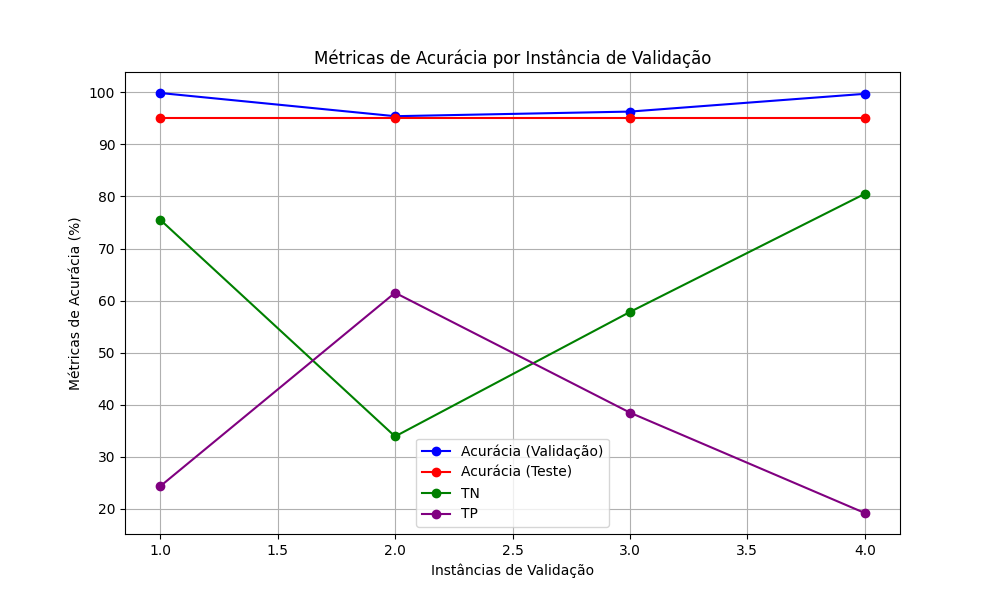 Métricas de Acurácia por Instância de Validação
Métricas de Acurácia (%)
100
90
80
70
60
50
40
30
20
Acurácia (Validação)
Acurácia (Teste)
TN
TP
1.0 1.5 2.0 2.5 3.0 3.5 4.0
Instâncias de Validação